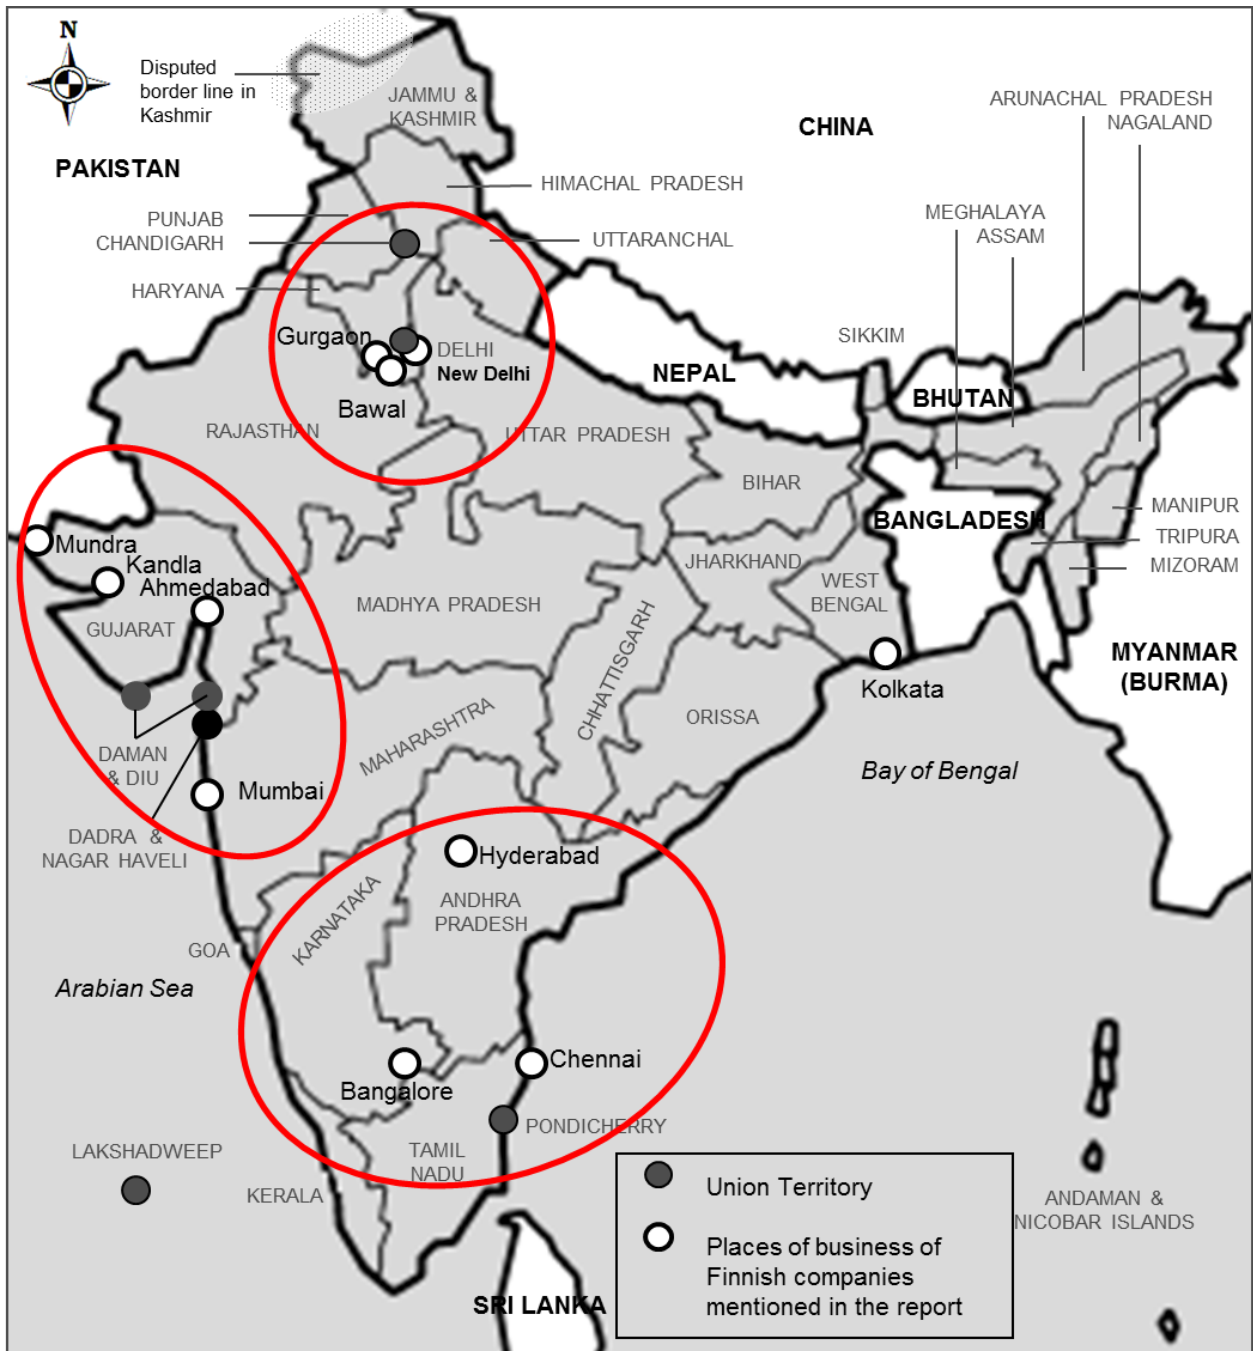 N
Disputed
border line in
Kashmir
JAMMU &
KASHMIR
ARUNACHAL PRADESH
NAGALAND
CHINA
PAKISTAN
HIMACHAL PRADESH
PUNJAB
CHANDIGARH
MEGHALAYA
ASSAM
UTTARANCHAL
HARYANA
SIKKIM
Gurgaon
DELHI
New Delhi
NEPAL
BHUTAN
Bawal
RAJASTHAN
UTTAR PRADESH
BIHAR
MANIPUR
BANGLADESH
TRIPURA
Mundra
Kandla
JHARKHAND
MIZORAM
Ahmedabad
WEST
BENGAL
MADHYA PRADESH
GUJARAT
CHHATTISGARH
MYANMAR
(BURMA)
Kolkata
ORISSA
MAHARASHTRA
DAMAN
& DIU
Bay of Bengal
Mumbai
DADRA &
NAGAR HAVELI
Hyderabad
KARNATAKA
ANDHRA
PRADESH
GOA
Arabian Sea
Chennai
Bangalore
PONDICHERRY
LAKSHADWEEP
TAMIL
NADU
KERALA
Union Territory
ANDAMAN &
NICOBAR ISLANDS
Places of business of
Finnish companies
mentioned in the report
SRI LANKA